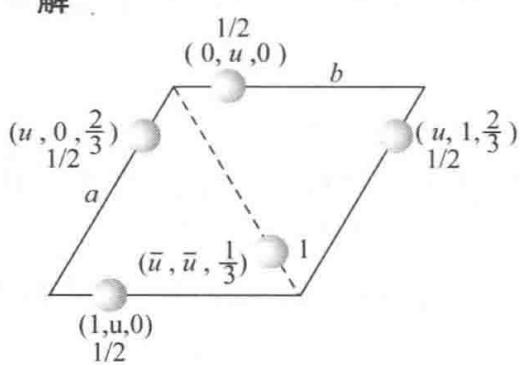 解
1/2
( 0, u ,0 )
b
(u , 0 , 2/3)
1/2
( u, 1, 2/3 )
1/2
a
(ū , ū , 1/3)
1
(1,u,0)
1/2